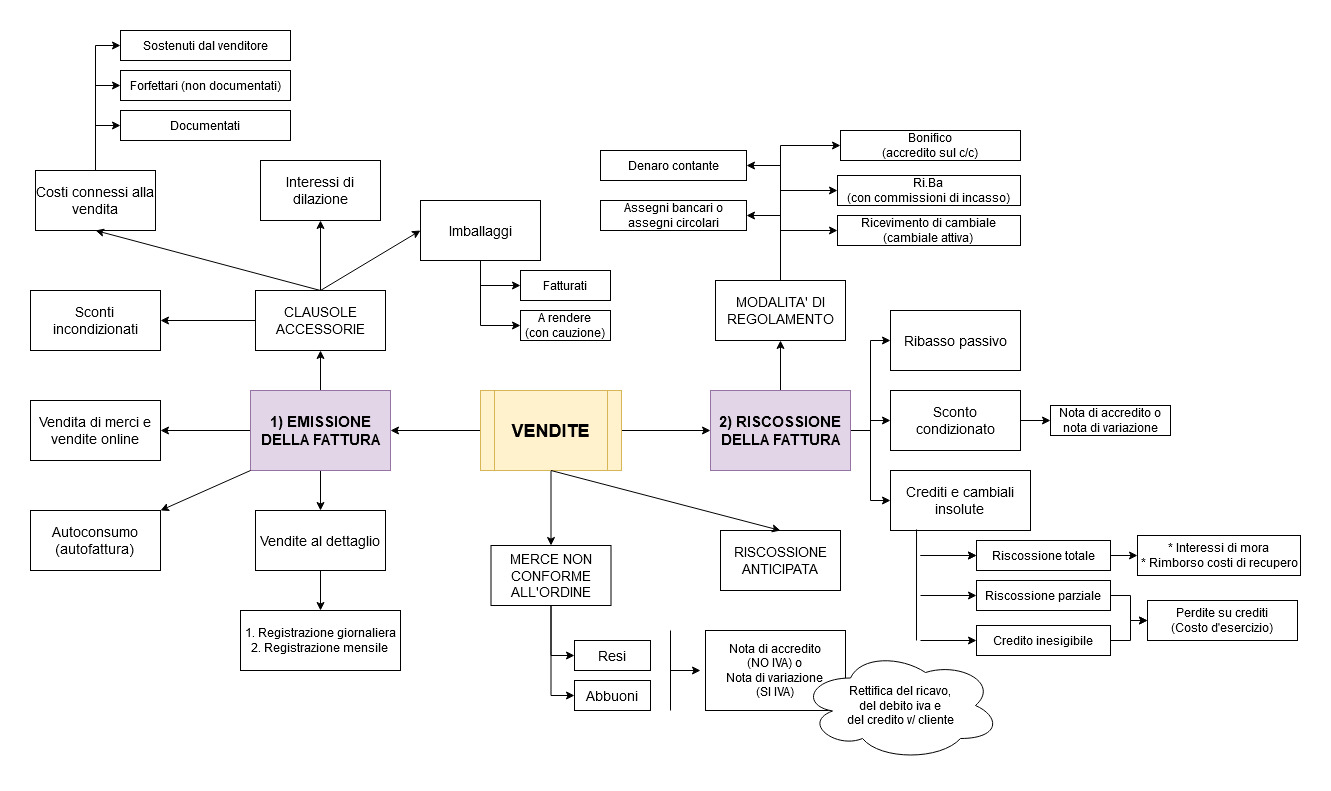 Sostenuti dal venditore
Forfettari (non documentati)
Documentati
Costi connessi alla
vendita
Interessi di
dilazione
Imballaggi
Fatturati
A rendere
(con cauzione)
Sconti
incondizionati
CLAUSOLE
ACCESSORIE
Vendita di merci e
vendite online
1) EMISSIONE
DELLA FATTURA
Autoconsumo
(autofattura)
Vendite al dettaglio
1. Registrazione giornaliera
2. Registrazione mensile
VENDITE
MERCE NON
CONFORME
ALL'ORDINE
Resi
Abbuoni
Nota di accredito
(NO IVA) o
Nota di variazione
(SI IVA)
Rettifica del ricavo,
del debito iva e
del credito v/ cliente
RISCOSSIONE
ANTICIPATA
2) RISCOSSIONE
DELLA FATTURA
MODALITA' DI
REGOLAMENTO
Denaro contante
Assegni bancari o
assegni circolari
Bonifico
(accredito sul c/c)
Ri.Ba
(con commissioni di incasso)
Ricevimento di cambiale
(cambiale attiva)
Ribasso passivo
Sconto
condizionato
Nota di accredito o
nota di variazione
Crediti e cambiali
insolute
Riscossione totale
* Interessi di mora
* Rimborso costi di recupero
Riscossione parziale
Credito inesigibile
Perdite su crediti
(Costo d'esercizio)